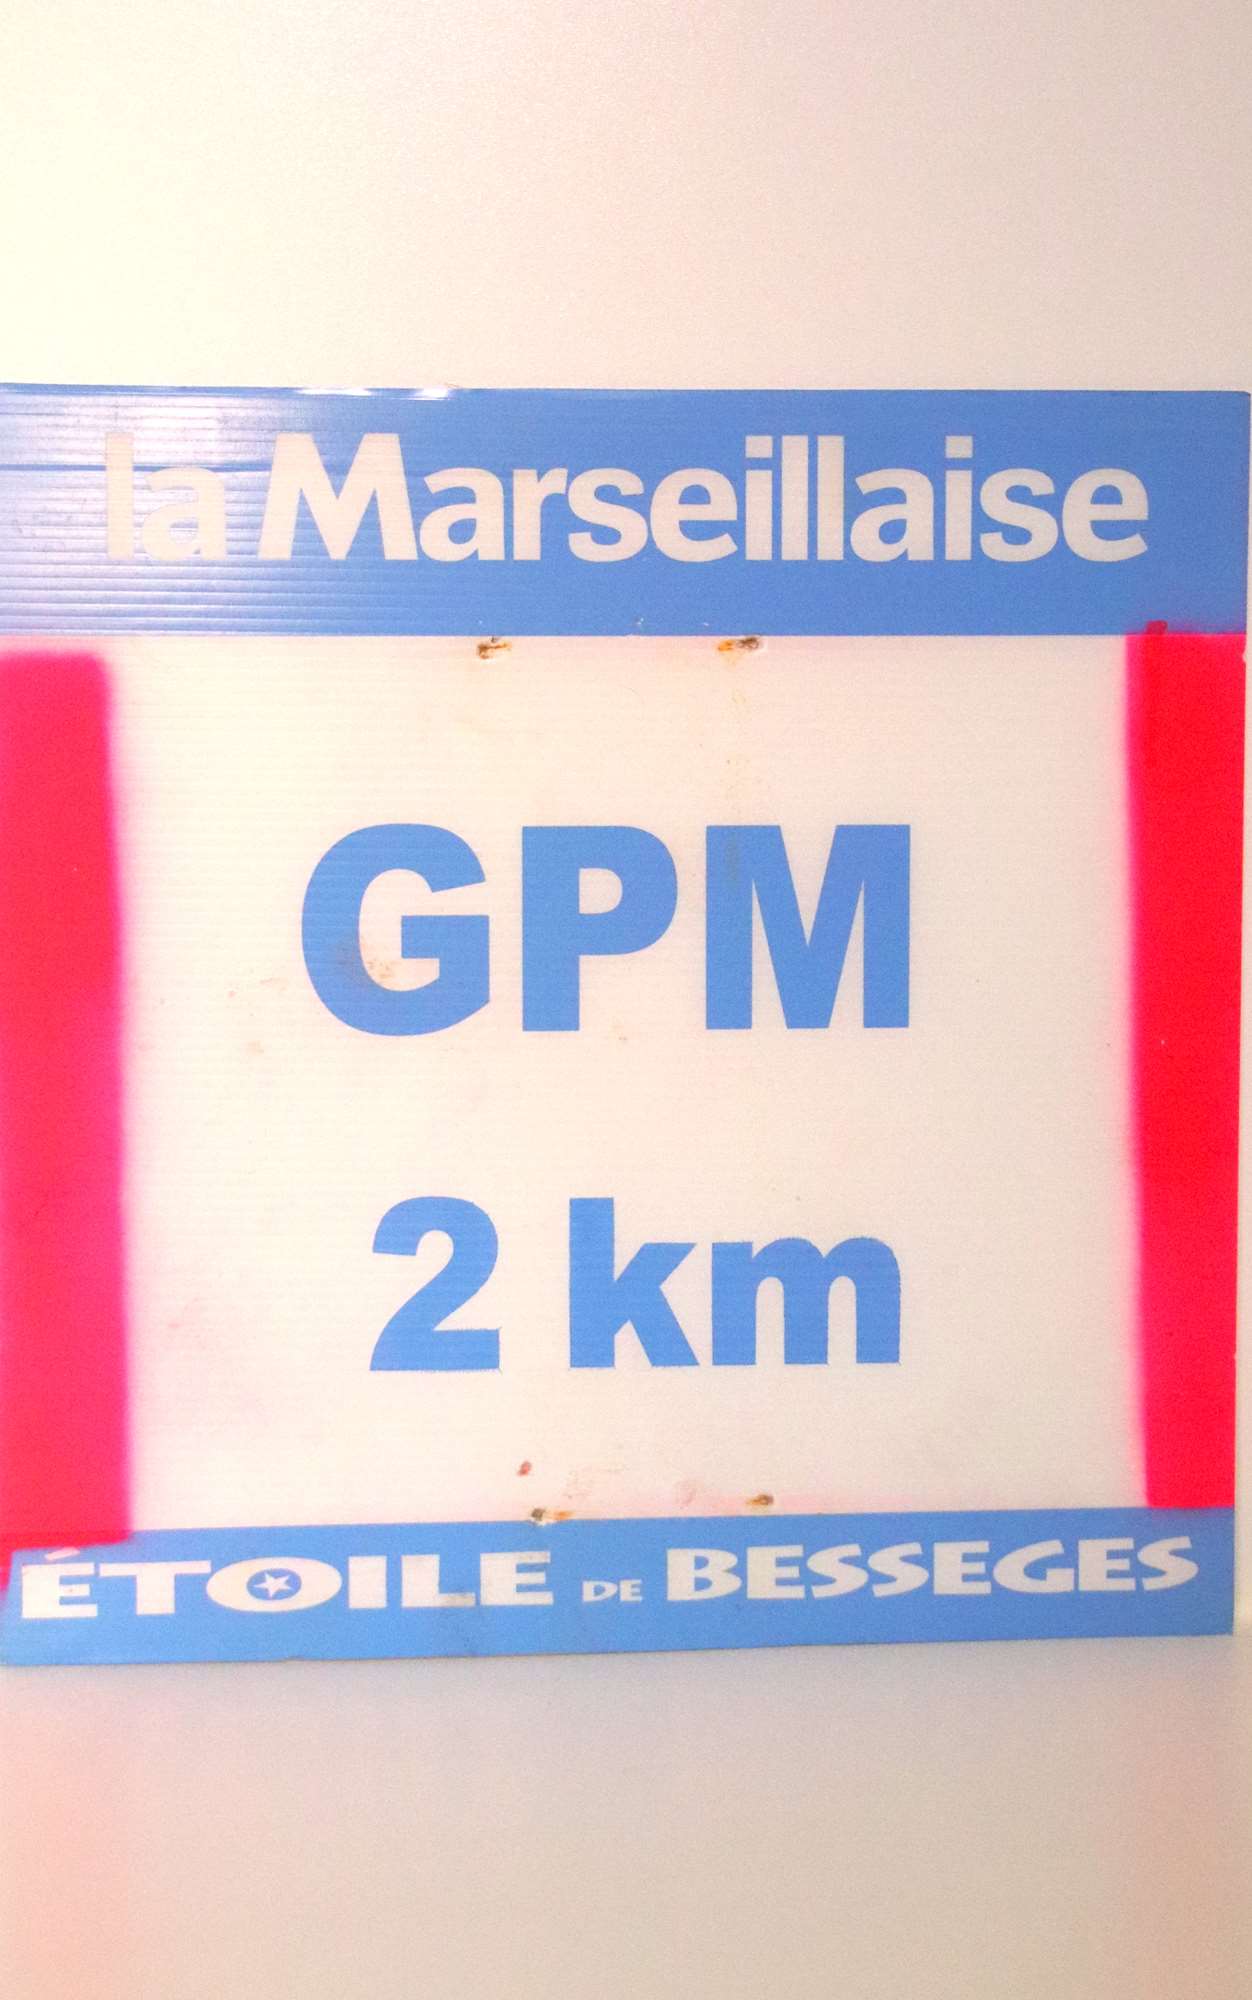 la Marseillaise
GPM
2 km
ÉTOILE DE BESSEGES